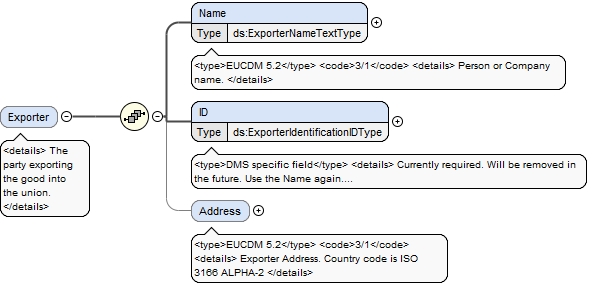 Name
Type ds:ExporterNameTextType
<type>EUCDM 5.2</type> <code>3/1</code> <details> Person or Company
name. </details>
Exporter
<details> The
party exporting
the good into
the union.
</details>
ID
Type ds:ExporterIdentificationIDType
<type>DMS specific field</type> <details> Currently required. Will be removed in
the future. Use the Name again....
Address
<type>EUCDM 5.2</type> <code>3/1</code>
<details> Exporter Address. Country code is ISO
3166 ALPHA-2 </details>